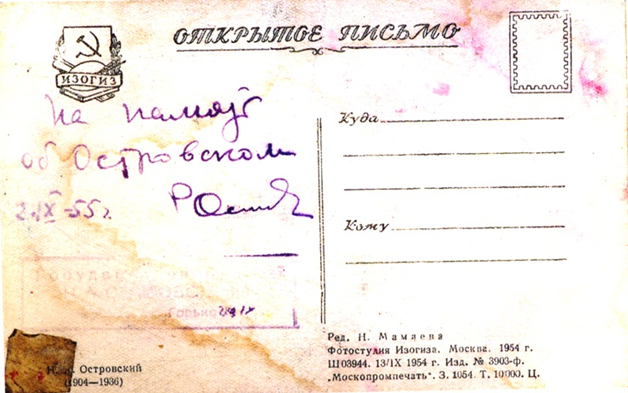 ОТКРЫТОЕ ПИСЬМО
ИЗОГИЗ
На память
об Островском
2.IX-55 г.
Куда
Кому
Горько
Н. А. Островский
(1904—1936)
Ред. Н. Мамаева
Фотостудия Изогиза. Москва. 1954 г.
Ш03944. 13/IX 1954 г. Изд. № 3903-ф.
„Москопромпечать". З. 1054. Т. 10000. Ц.